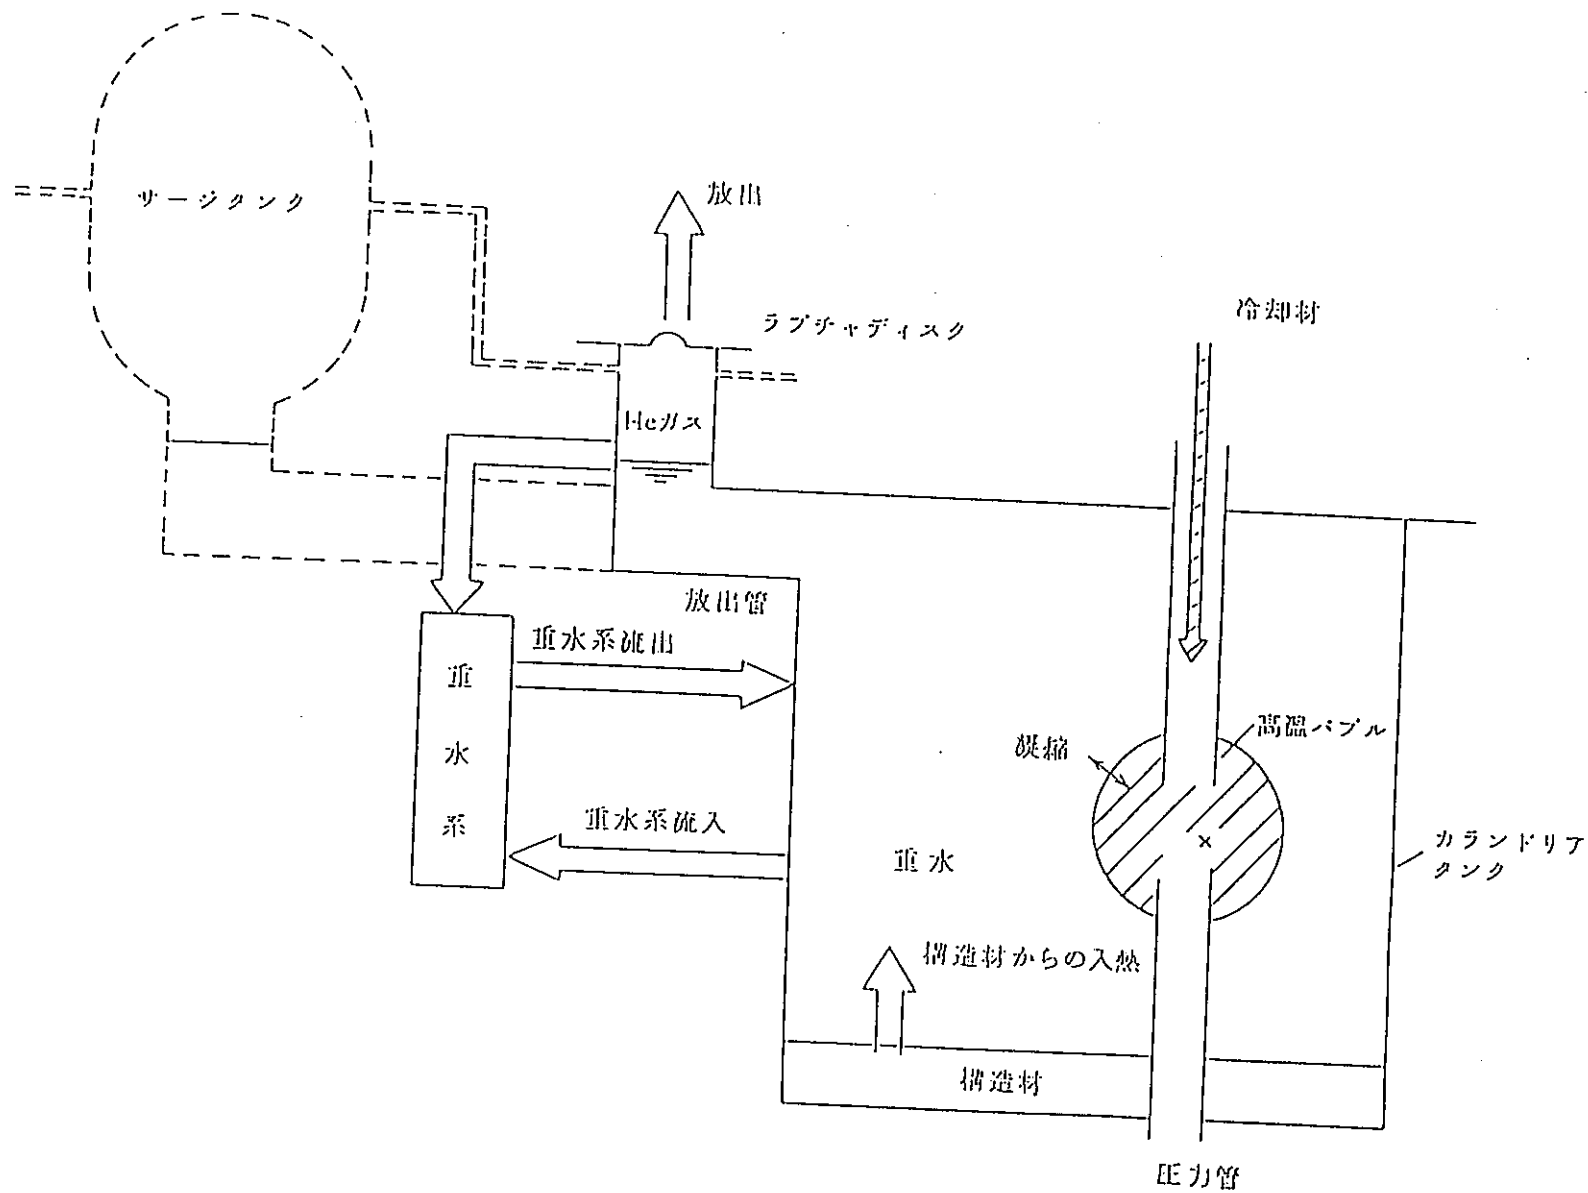 サージタンク
放出
ラプチャディスク
冷却材
Heガス
放出管
重水系流出
重
水
系
重水系流入
凝縮
高温バブル
重水
カランドリア
タンク
構造材からの入熱
構造材
圧力管